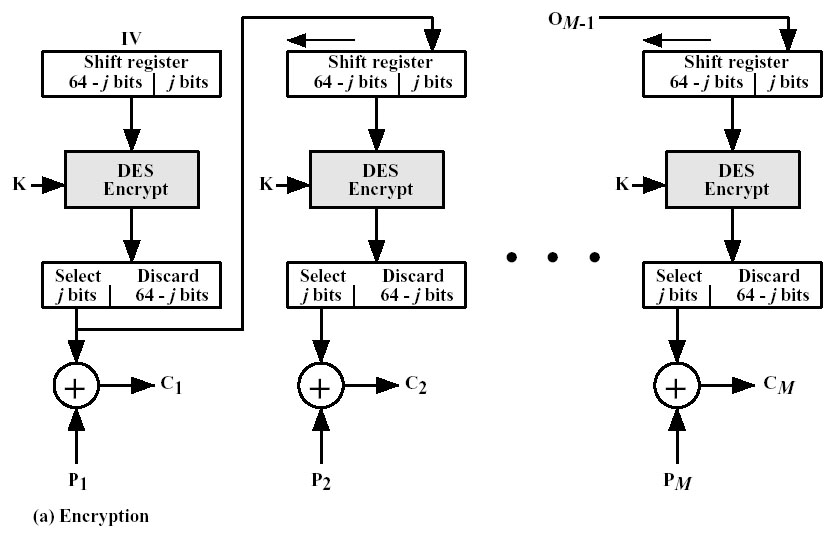 IV
Shift register
64 - j bits | j bits
K
DES
Encrypt
Select
j bits
Discard
64 - j bits
+
C1
P1
Shift register
64 - j bits | j bits
K
DES
Encrypt
Select
j bits
Discard
64 - j bits
+
C2
P2
• • •
OM-1
Shift register
64 - j bits | j bits
K
DES
Encrypt
Select
j bits
Discard
64 - j bits
+
CM
PM
(a) Encryption